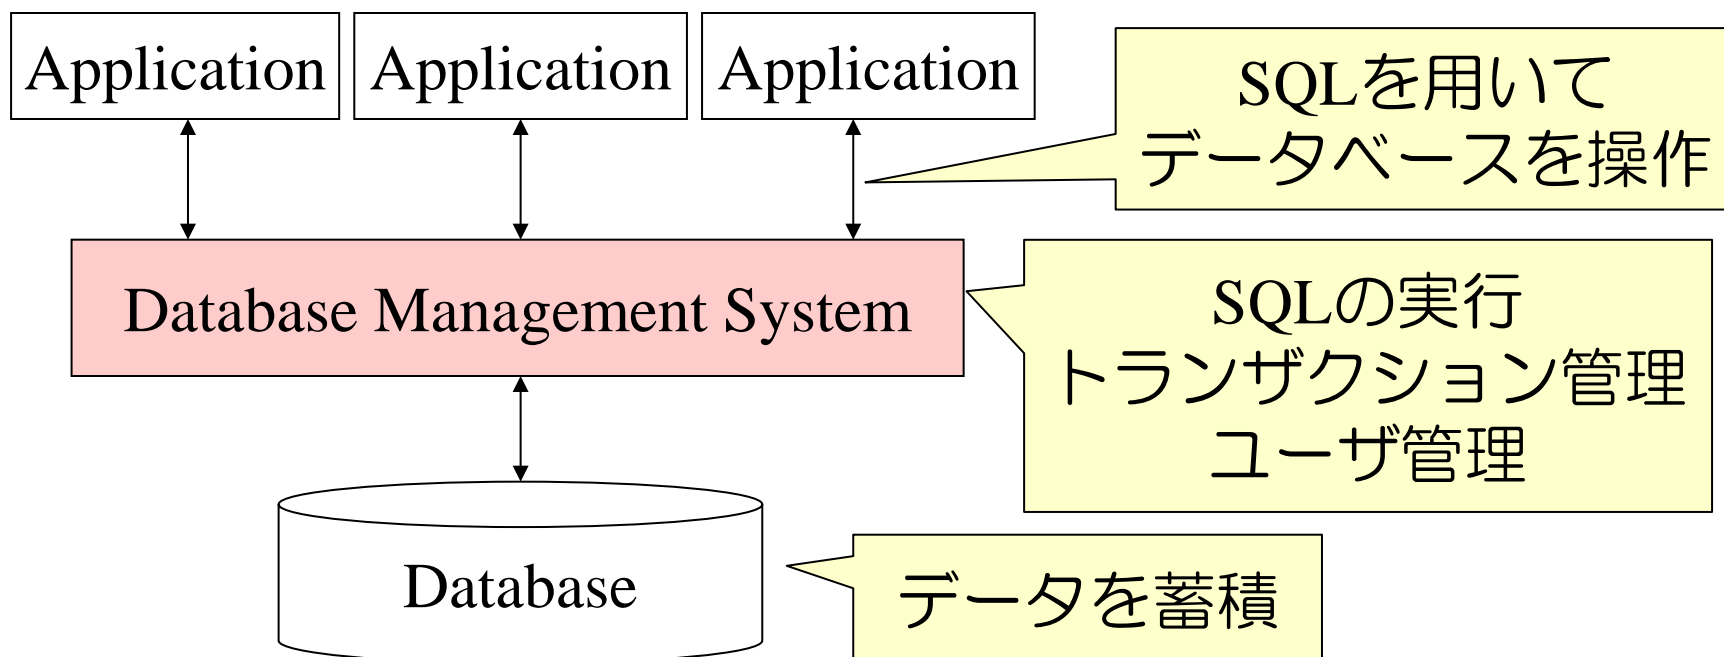 Application
Application
Application
SQLを用いて
データベースを操作
Database Management System
SQLの実行
トランザクション管理
ユーザ管理
Database
データを蓄積